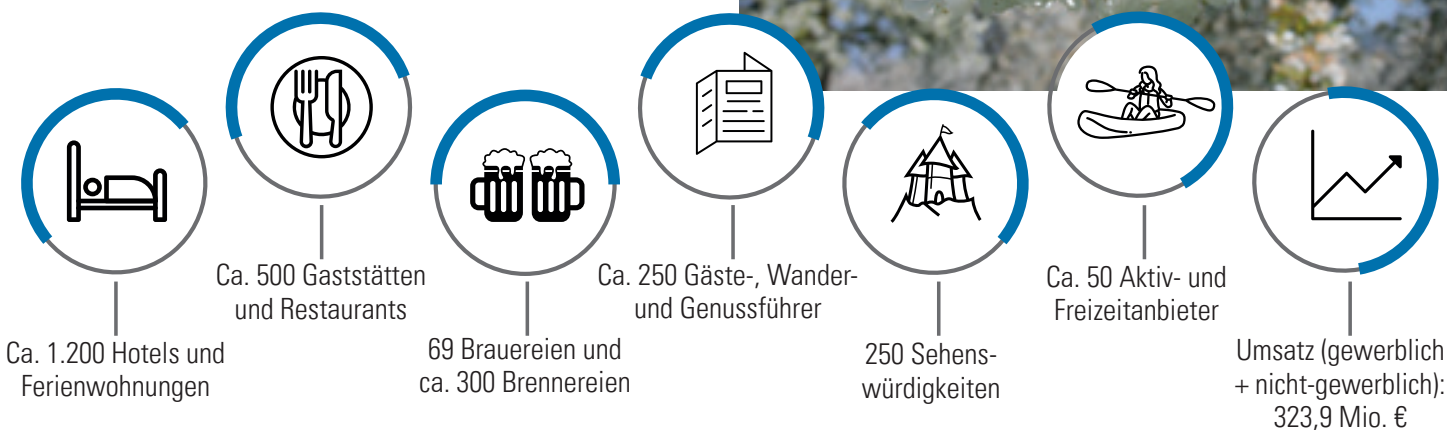 Ca. 1.200 Hotels und
Ferienwohnungen
Ca. 500 Gaststätten
und Restaurants
69 Brauereien und
ca. 300 Brennereien
Ca. 250 Gäste-, Wander-
und Genussführer
250 Sehens-
würdigkeiten
Ca. 50 Aktiv- und
Freizeitanbieter
Umsatz (gewerblich
+ nicht-gewerblich):
323,9 Mio. €